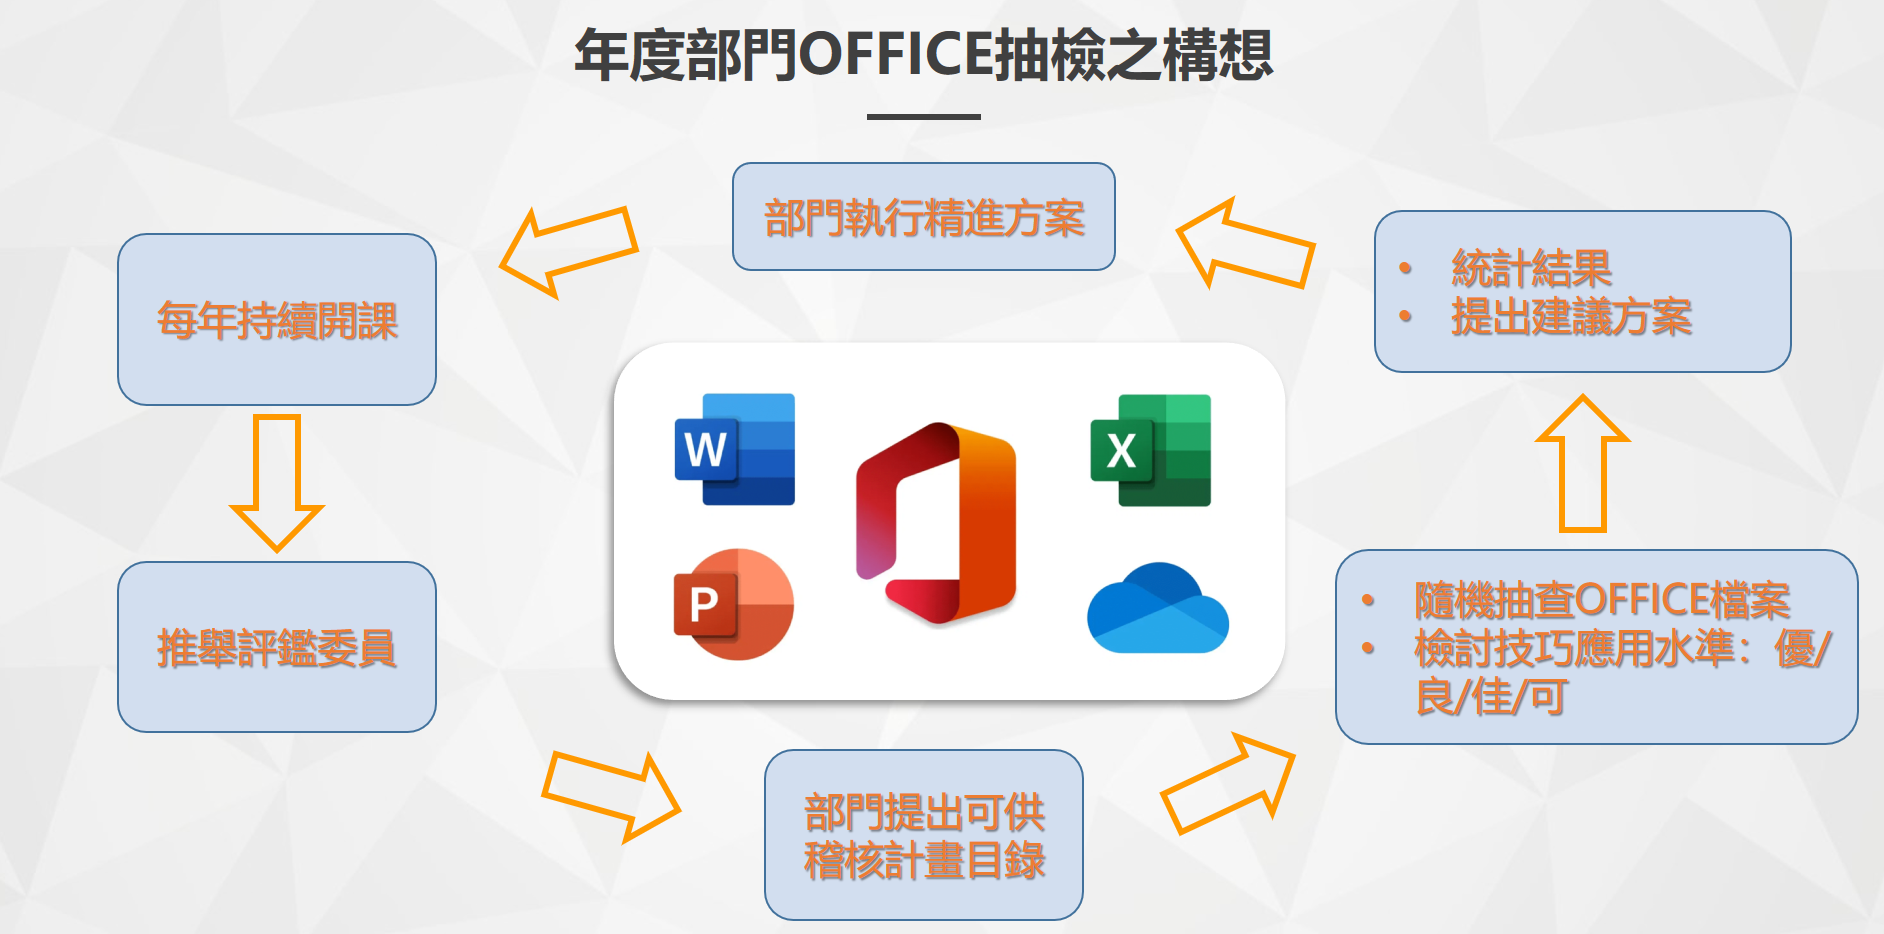 年度部門OFFICE抽檢之構想
部門執行精進方案
每年持續開課
• 統計結果
• 提出建議方案
W
X
P
推舉評鑑委員
• 隨機抽查OFFICE檔案
• 檢討技巧應用水準：優/
良/佳/可
部門提出可供
稽核計畫目錄